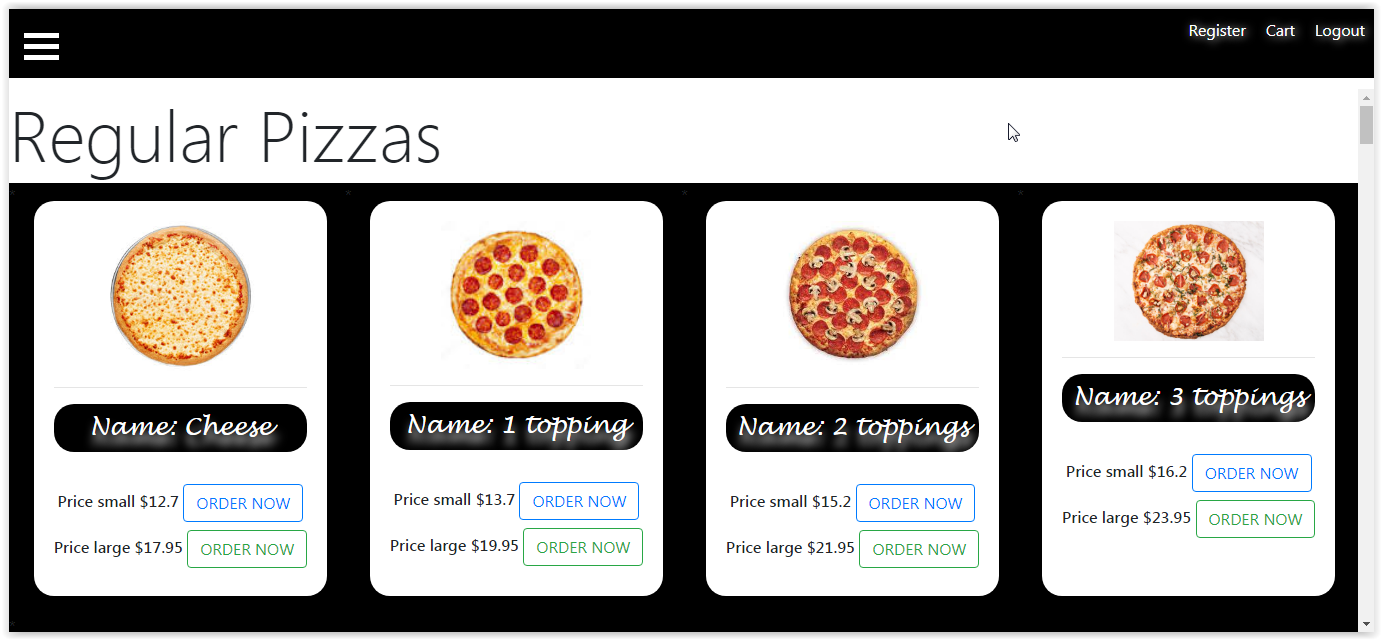 Register Cart Logout
Regular Pizzas
Name: Cheese
Price small $12.7 ORDER NOW
Price large $17.95 ORDER NOW
Name: 1 topping
Price small $13.7 ORDER NOW
Price large $19.95 ORDER NOW
Name: 2 toppings
Price small $15.2 ORDER NOW
Price large $21.95 ORDER NOW
Name: 3 toppings
Price small $16.2 ORDER NOW
Price large $23.95 ORDER NOW